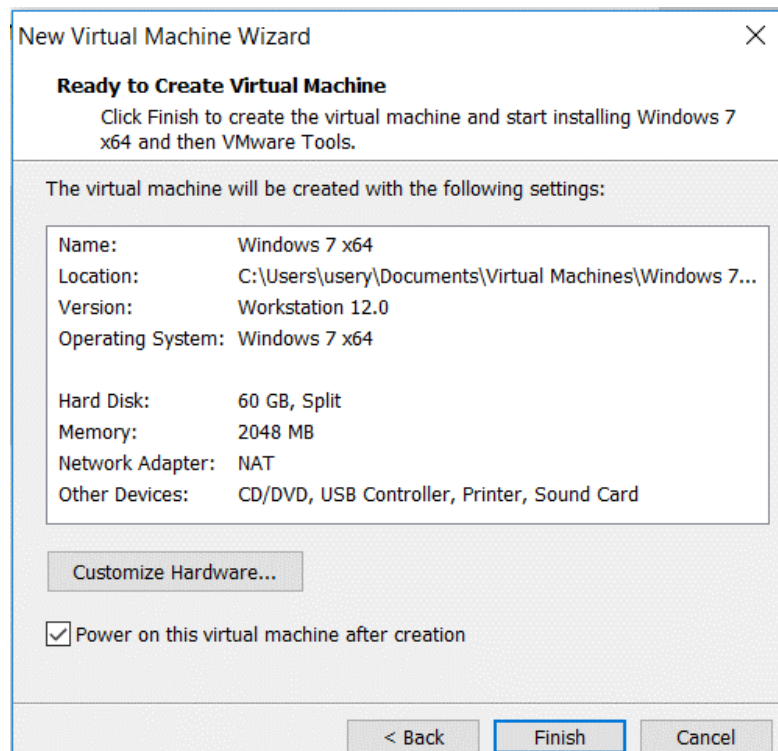 New Virtual Machine Wizard
Ready to Create Virtual Machine
Click Finish to create the virtual machine and start installing Windows 7
x64 and then VMware Tools.
The virtual machine will be created with the following settings:
Name: Windows 7 x64
Location: C:\Users\usery\Documents\Virtual Machines\Windows 7...
Version: Workstation 12.0
Operating System: Windows 7 x64
Hard Disk: 60 GB, Split
Memory: 2048 MB
Network Adapter: NAT
Other Devices: CD/DVD, USB Controller, Printer, Sound Card
Customize Hardware...
Power on this virtual machine after creation
< Back Finish Cancel